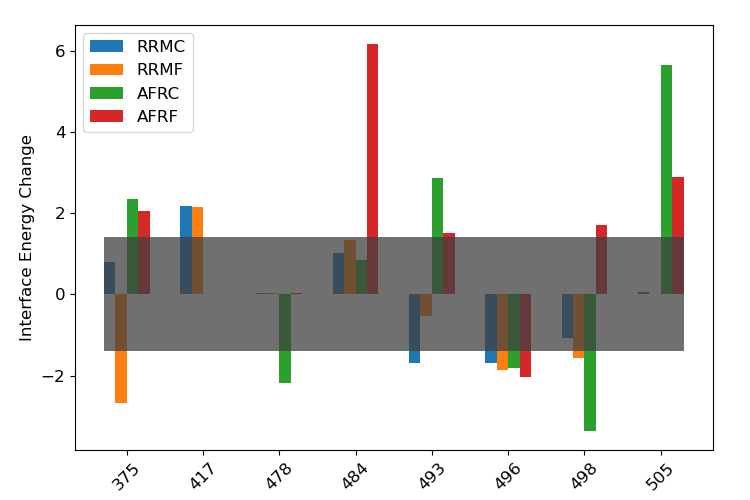 RRMC
RRMF
AFRC
AFRF
Interface Energy Change
6
4
2
0
−2
375 417 478 484 493 496 498 505